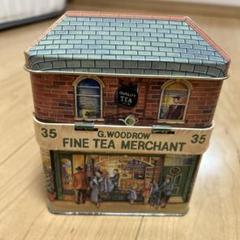 QUALITY
TEA
G.WOODROW
35 FINE TEA MERCHANT 35